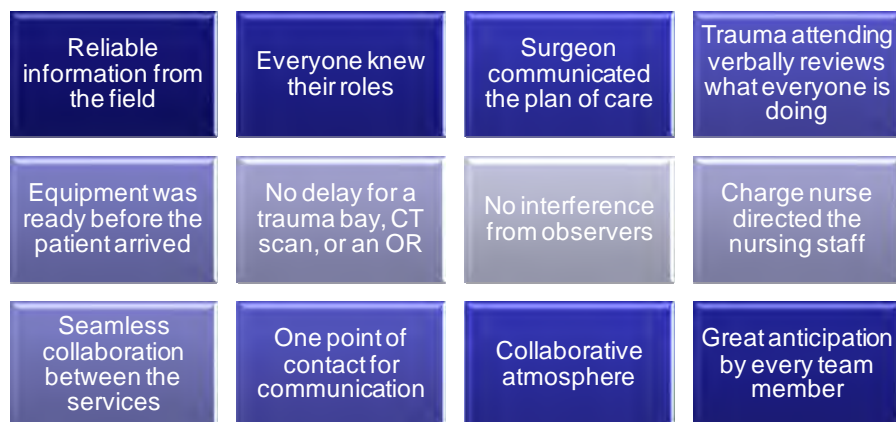 Reliable
information from
the field
Everyone knew
their roles
Surgeon
communicated
the plan of care
Trauma attending
verbally reviews
what everyone is
doing
Equipment was
ready before the
patient arrived
No delay for a
trauma bay, CT
scan, or an OR
No interference
from observers
Charge nurse
directed the
nursing staff
Seamless
collaboration
between the
services
One point of
contact for
communication
Collaborative
atmosphere
Great anticipation
by every team
member